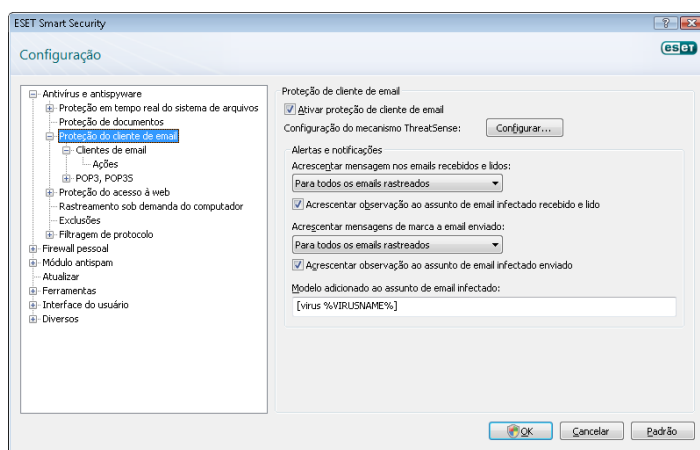 ESET Smart Security
Configuração
eseT
Antivírus e antispyware
Proteção em tempo real do sistema de arquivos
Proteção de documentos
Proteção do cliente de email
Clientes de email
Ações
POP3, POP3S
Proteção do acesso à web
Rastreamento sob demanda do computador
Exclusões
Filtragem de protocolo
Firewall pessoal
Módulo antispam
Atualizar
Ferramentas
Interface do usuário
Diversos
Proteção de cliente de email
Ativar proteção de cliente de email
Configuração do mecanismo ThreatSense:
Configurar...
Alertas e notificações
Acrescentar mensagem nos emails recebidos e lidos:
Para todos os emails rastreados
Acrescentar observação ao assunto de email infectado recebido e lido
Acrescentar mensagens de marca a email enviado:
Para todos os emails rastreados
Acrescentar observação ao assunto de email infectado enviado
Modelo adicionado ao assunto de email infectado:
[virus %VIRUSNAME%]
OK
Cancelar
Padrão